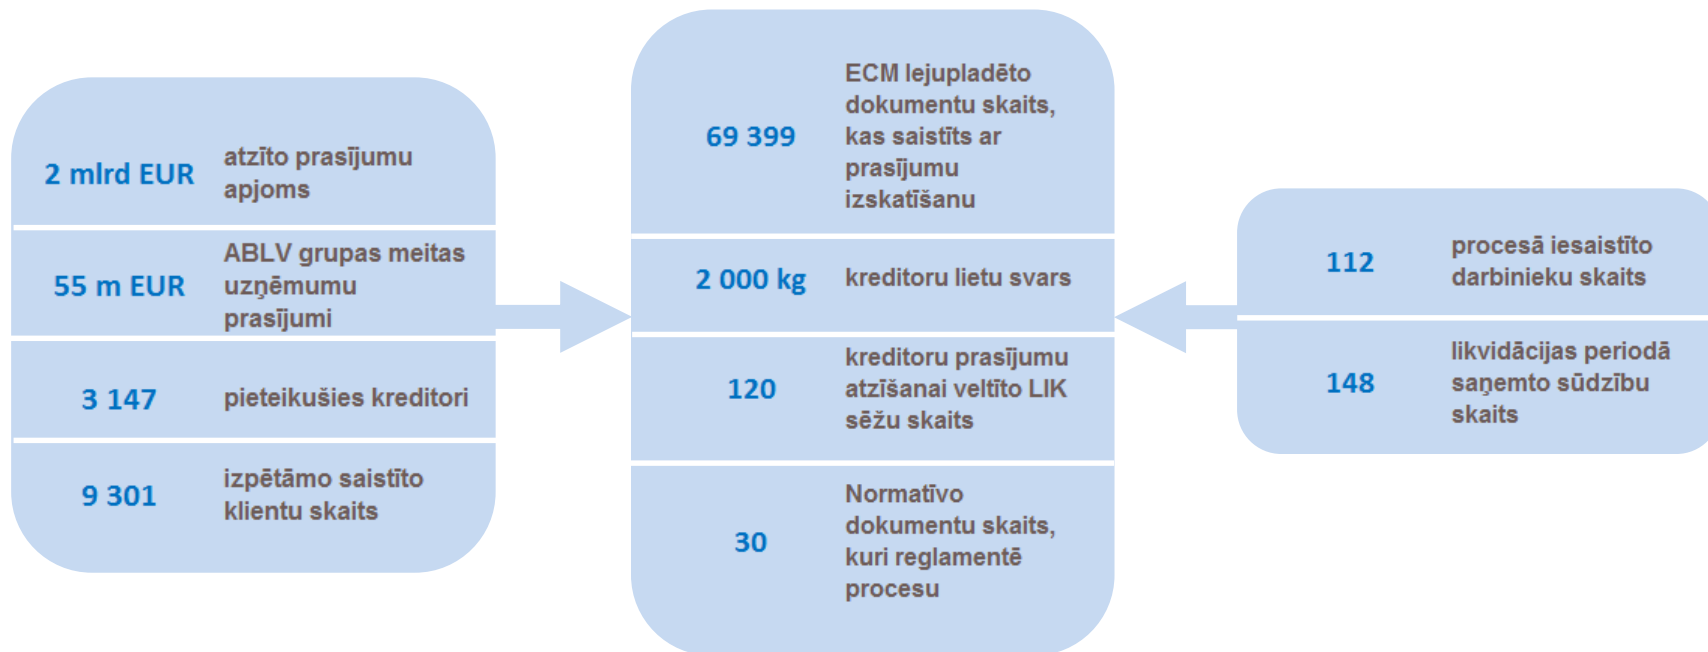 2 mlrd EUR
atzīto prasījumu
apjoms
55 m EUR
ABLV grupas meitas
uzņēmumu
prasījumi
3 147
pieteikušies kreditori
9 301
izpētāmo saistīto
klientu skaits
69 399
ECM lejupladēto
dokumentu skaits,
kas saistīts ar
prasījumu
izskatīšanu
2 000 kg
kreditoru lietu svars
120
kreditoru prasījumu
atzīšanai veltīto LIK
sēžu skaits
30
Normatīvo
dokumentu skaits,
kuri reglamentē
procesu
112
procesā iesaistīto
darbinieku skaits
148
likvidācijas periodā
saņemto sūdzību
skaits